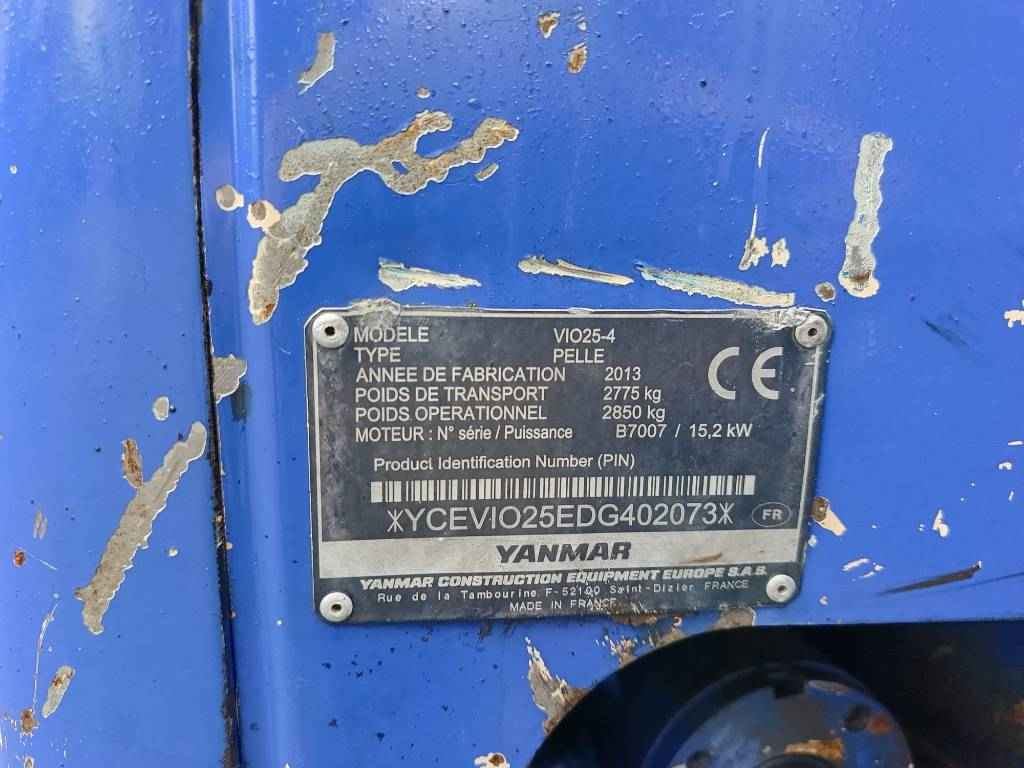 MODELE VIO25-4
TYPE PELLE
ANNEE DE FABRICATION 2013
POIDS DE TRANSPORT 2775 kg
POIDS OPERATIONNEL 2850 kg
MOTEUR : N° série / Puissance B7007 / 15,2 kW
CE
Product Identification Number (PIN)
*YCEVIO25EDG402073*
FR
YANMAR
YANMAR CONSTRUCTION EQUIPMENT EUROPE S.A.S.
Rue de la Tambourine F-52100 Saint-Dizier FRANCE
MADE IN FRANCE